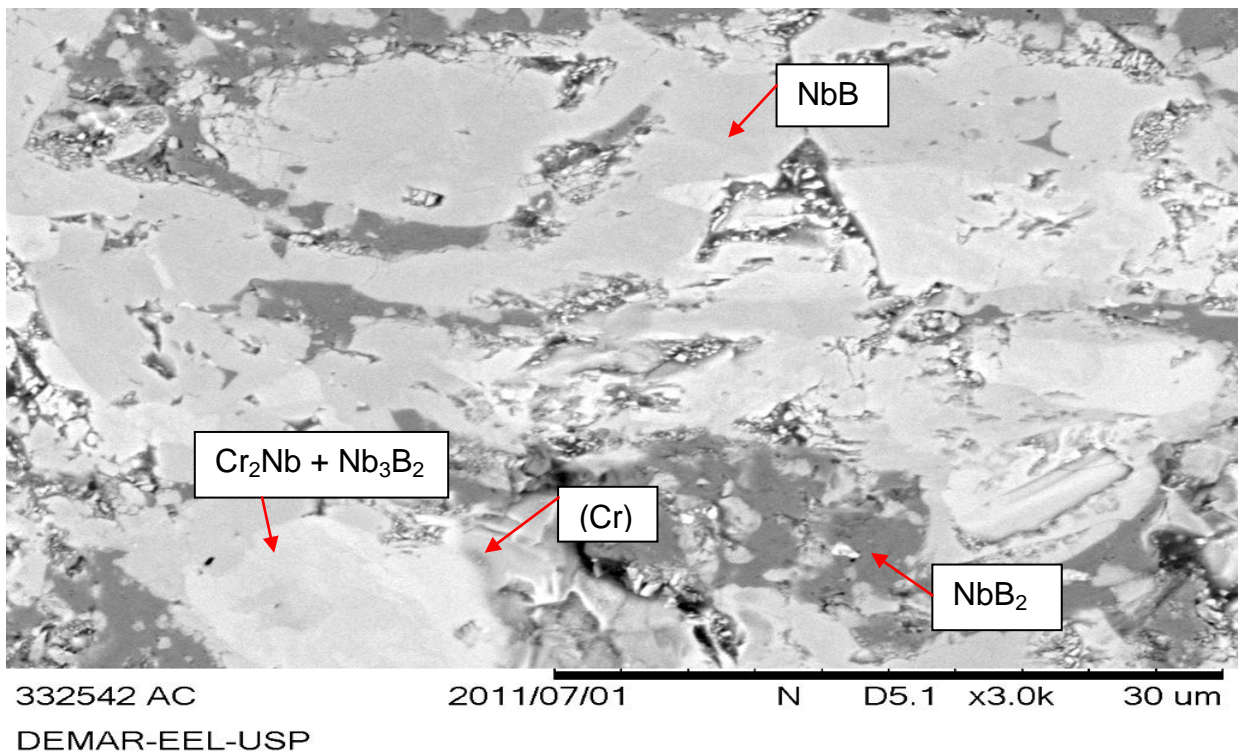 NbB
Cr₂Nb + Nb₃B₂
(Cr)
NbB₂
332542 AC 2011/07/01 N D5.1 x3.0k 30 um
DEMAR-EEL-USP